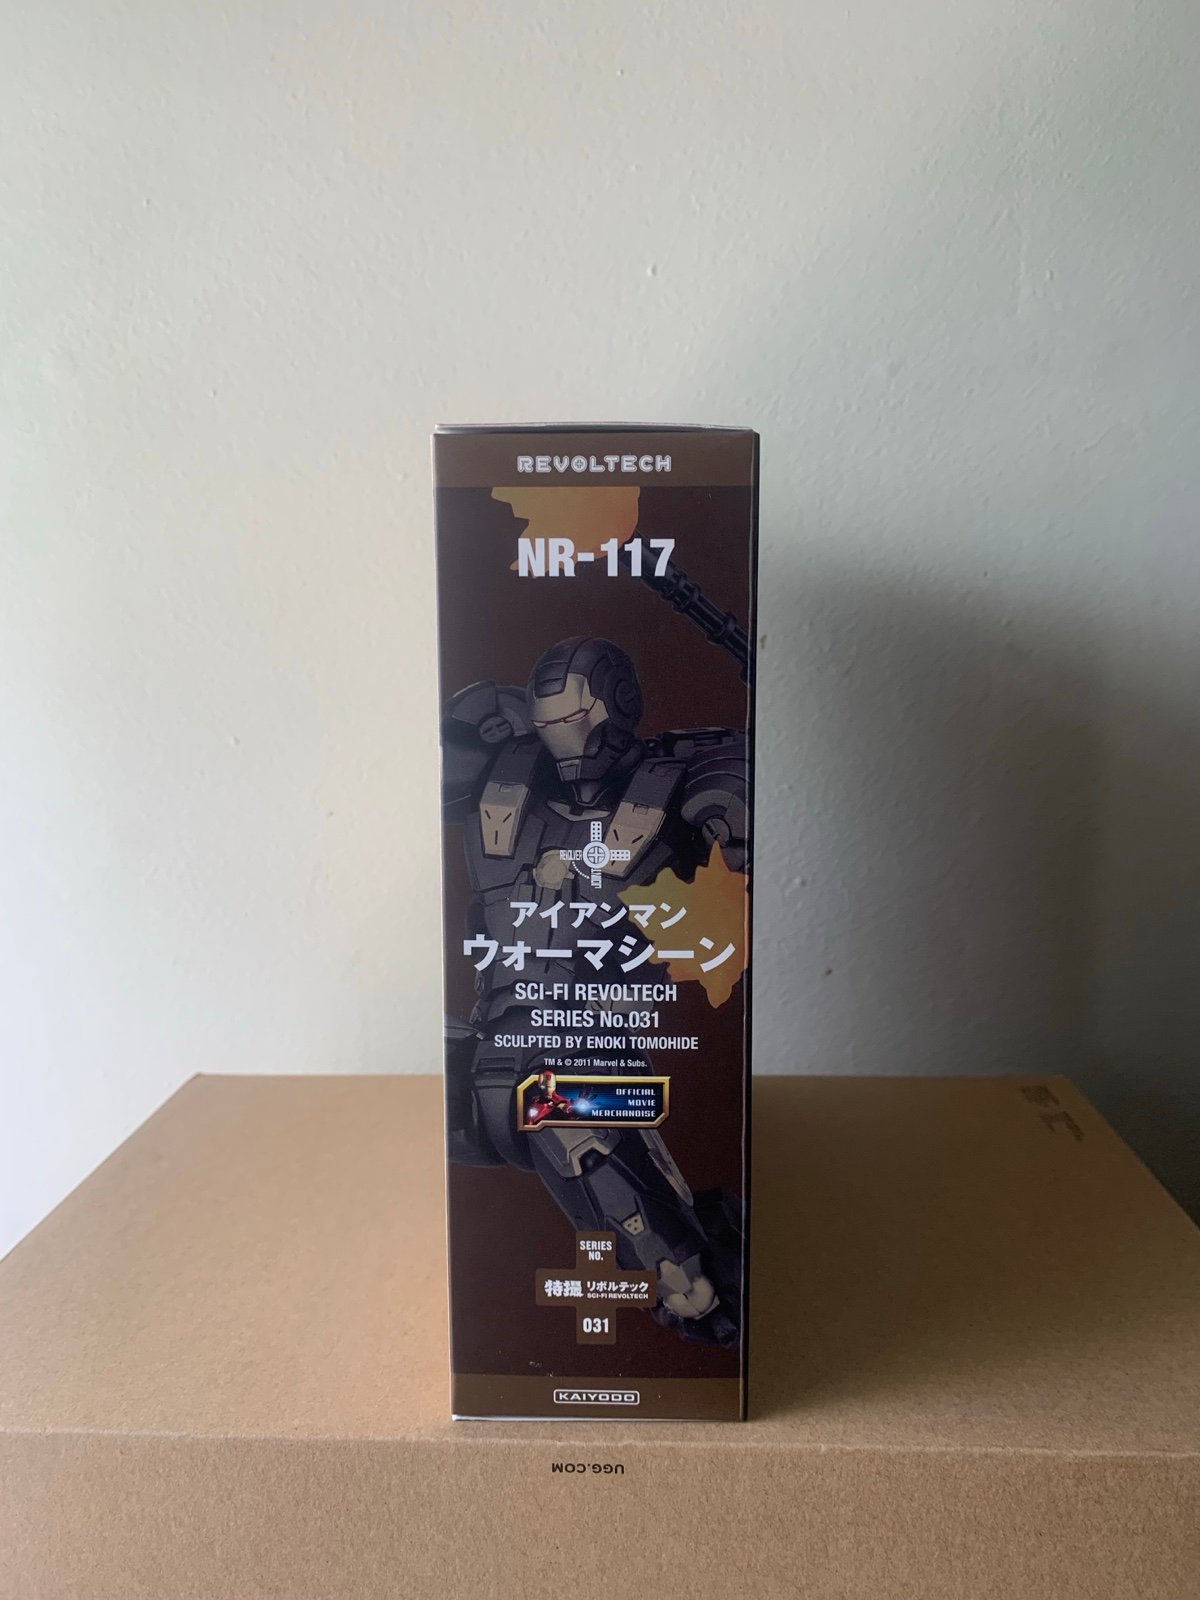 REVOLTECH
NR-117
REVOLVER
JOINT
アイアンマン
ウォーマシーン
SCI-FI REVOLTECH
SERIES No.031
SCULPTED BY ENOKI TOMOHIDE
TM & © 2011 Marvel & Subs.
OFFICIAL
MOVIE
MERCHANDISE
SERIES
NO.
特撮 リボルテック
SCI-FI REVOLTECH
031
KAIYODO
UGG.COM